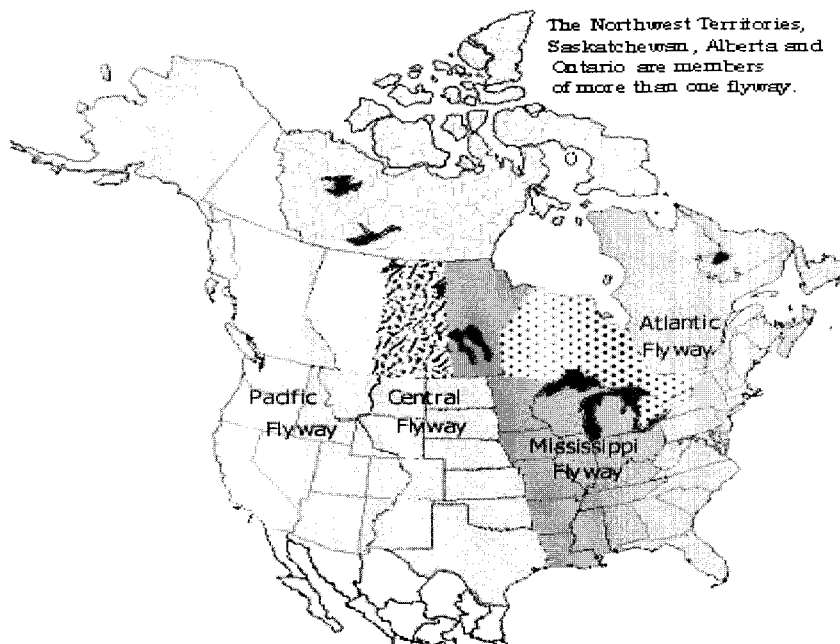 The Northwest Territories,
Saskatchewan, Alberta and
Ontario are members
of more than one flyway.
Atlantic
Flyway
Pacific
Flyway
Central
Flyway
Mississippi
Flyway